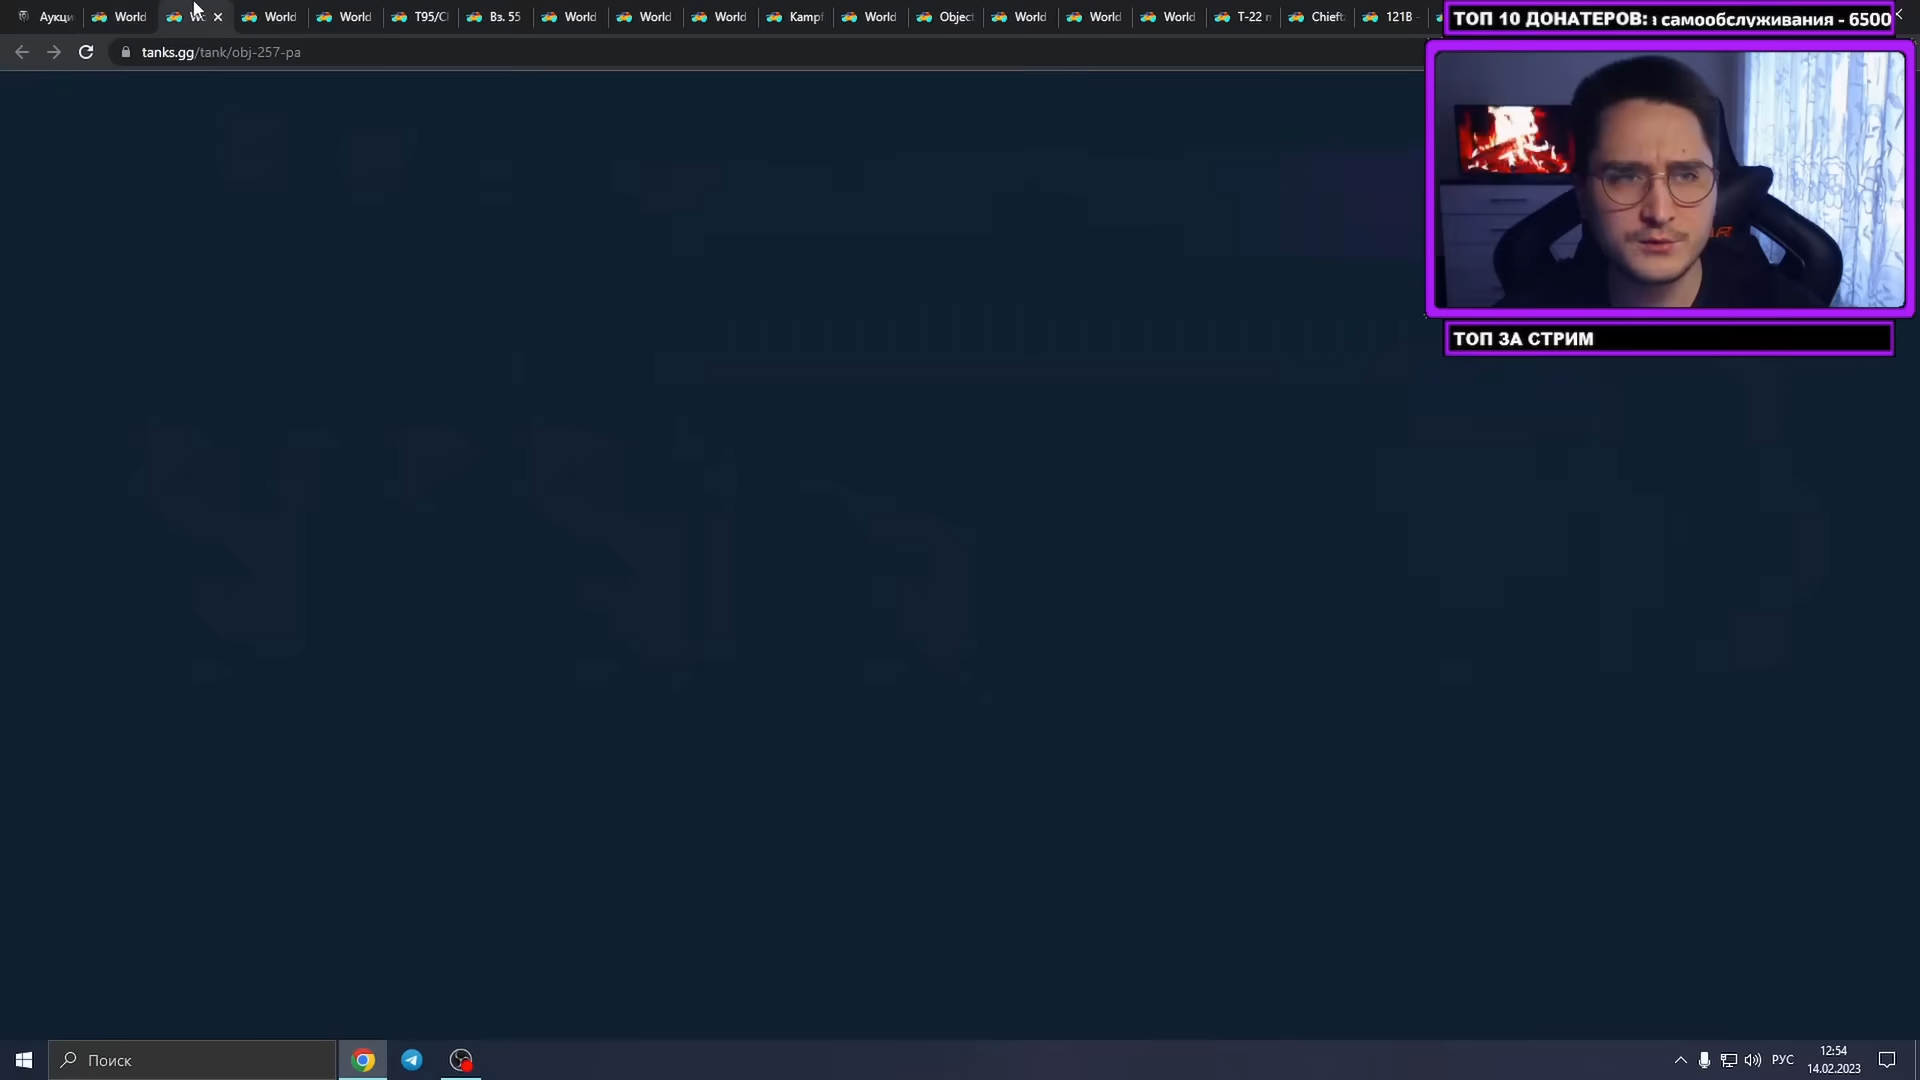 Аукци
World
World
World
T95/Cl
Вз. 55
World
World
World
Kampf
World
Object
World
World
World
T-22 п
Chieft
121B -
ТОП 10 ДОНАТЕРОВ: самообслуживания - 6500
tanks.gg/tank/obj-257-pa
ТОП ЗА СТРИМ
Поиск
РУС
12:54
14.02.2023